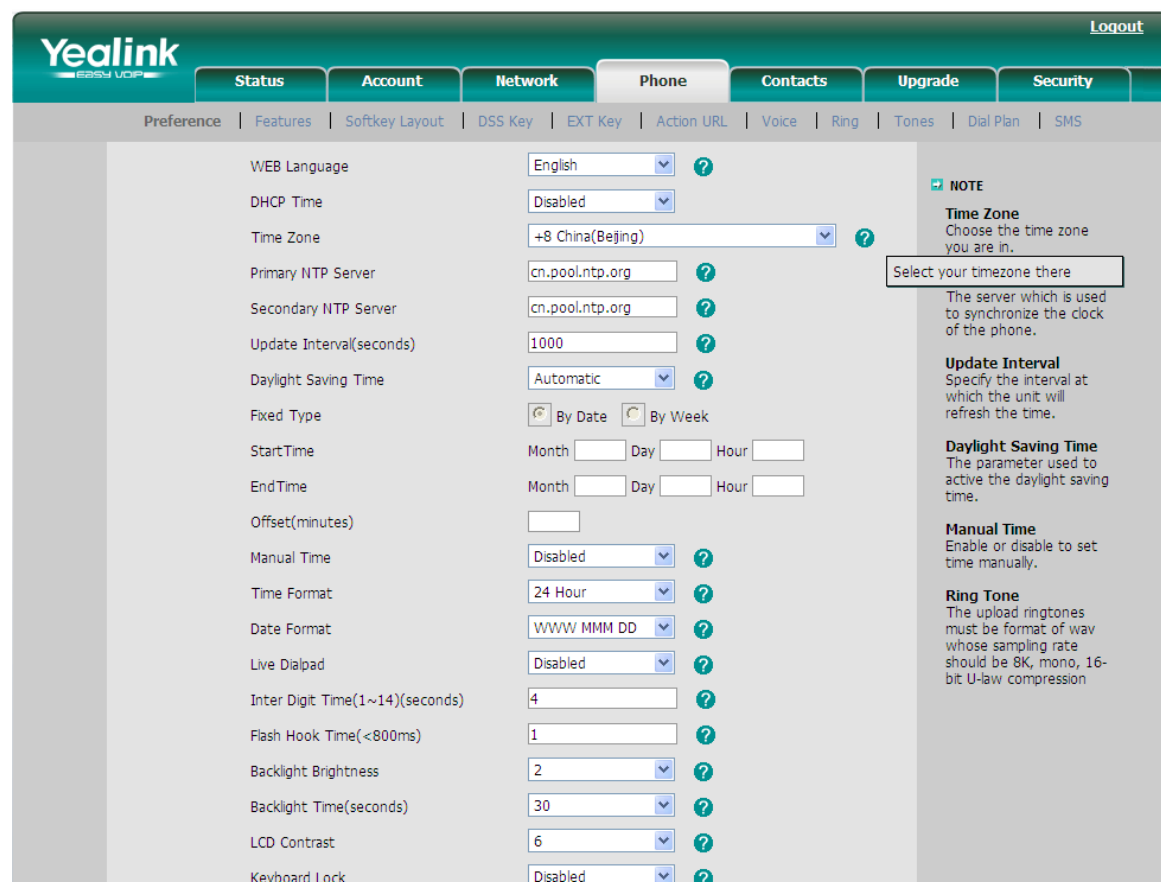 Logout
Yealink
EASY VOIP
Status Account Network Phone Contacts Upgrade Security
Preference | Features | Softkey Layout | DSS Key | EXT Key | Action URL | Voice | Ring | Tones | Dial Plan | SMS
WEB Language English ?
DHCP Time Disabled
Time Zone +8 China(Beijing) ?
Primary NTP Server cn.pool.ntp.org ?
Secondary NTP Server cn.pool.ntp.org ?
Update Interval(seconds) 1000 ?
Daylight Saving Time Automatic ?
Fixed Type By Date By Week
StartTime Month Day Hour
EndTime Month Day Hour
Offset(minutes)
Manual Time Disabled ?
Time Format 24 Hour ?
Date Format WWW MMM DD ?
Live Dialpad Disabled ?
Inter Digit Time(1~14)(seconds) 4 ?
Flash Hook Time(<800ms) 1 ?
Backlight Brightness 2 ?
Backlight Time(seconds) 30 ?
LCD Contrast 6 ?
Keyboard Lock Disabled ?
NOTE
Time Zone
Choose the time zone
you are in.
Select your timezone there
The server which is used
to synchronize the clock
of the phone.
Update Interval
Specify the interval at
which the unit will
refresh the time.
Daylight Saving Time
The parameter used to
active the daylight saving
time.
Manual Time
Enable or disable to set
time manually.
Ring Tone
The upload ringtones
must be format of wav
whose sampling rate
should be 8K, mono, 16-
bit U-law compression